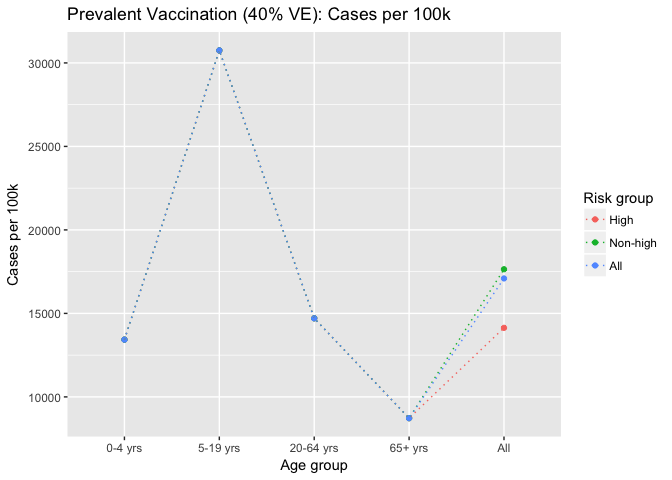 Prevalent Vaccination (40% VE): Cases per 100k
Cases per 100k
30000
25000
20000
15000
10000
0-4 yrs
5-19 yrs
20-64 yrs
65+ yrs
All
Age group
Risk group
High
Non-high
All